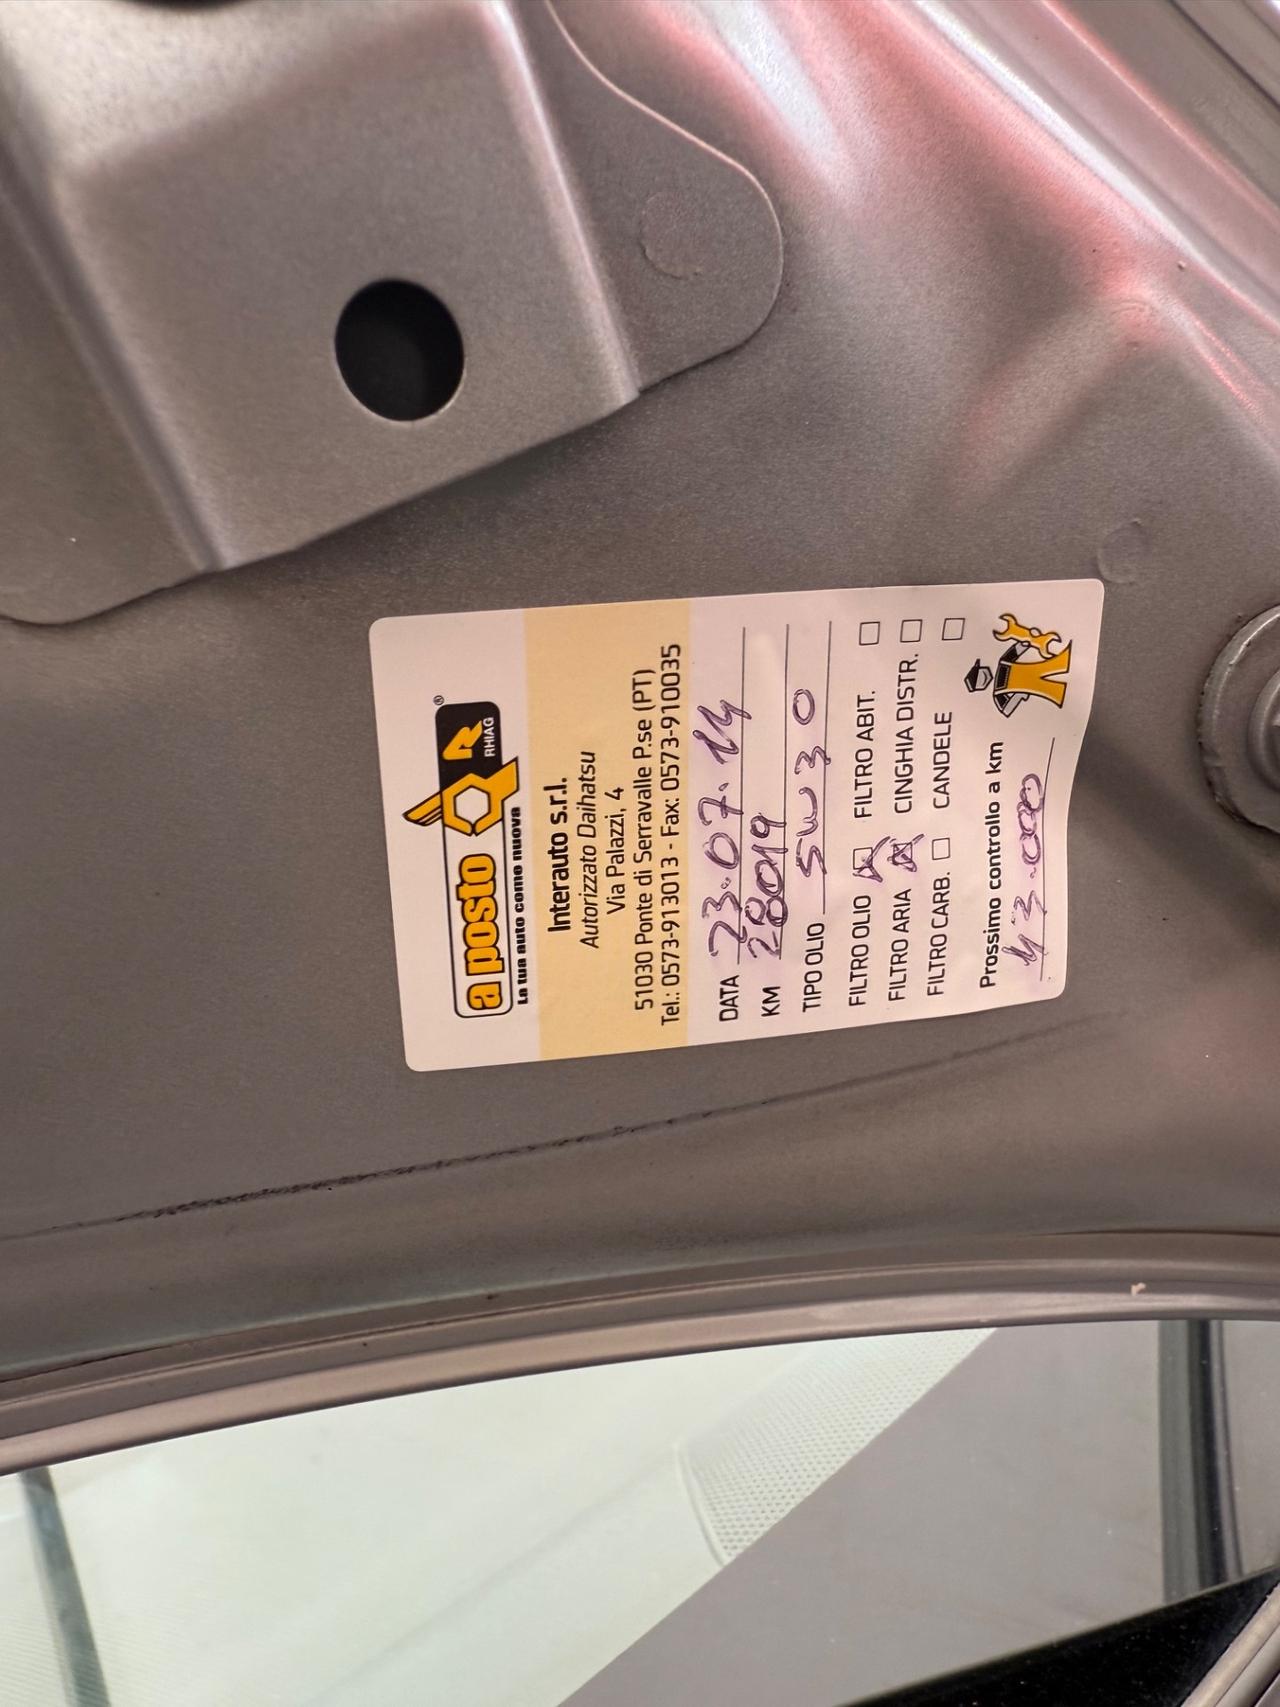 a posto
RHIAG ®
La tua auto come nuova
Interauto s.r.l.
Autorizzato Daihatsu
Via Palazzi, 4
51030 Ponte di Serravalle P.se (PT)
Tel.: 0573-913013 - Fax: 0573-910035
DATA 23.07.14
KM 28019
TIPO OLIO 5W30
FILTRO OLIO FILTRO ABIT.
FILTRO ARIA CINGHIA DISTR.
FILTRO CARB. CANDELE
Prossimo controllo a km
43.000